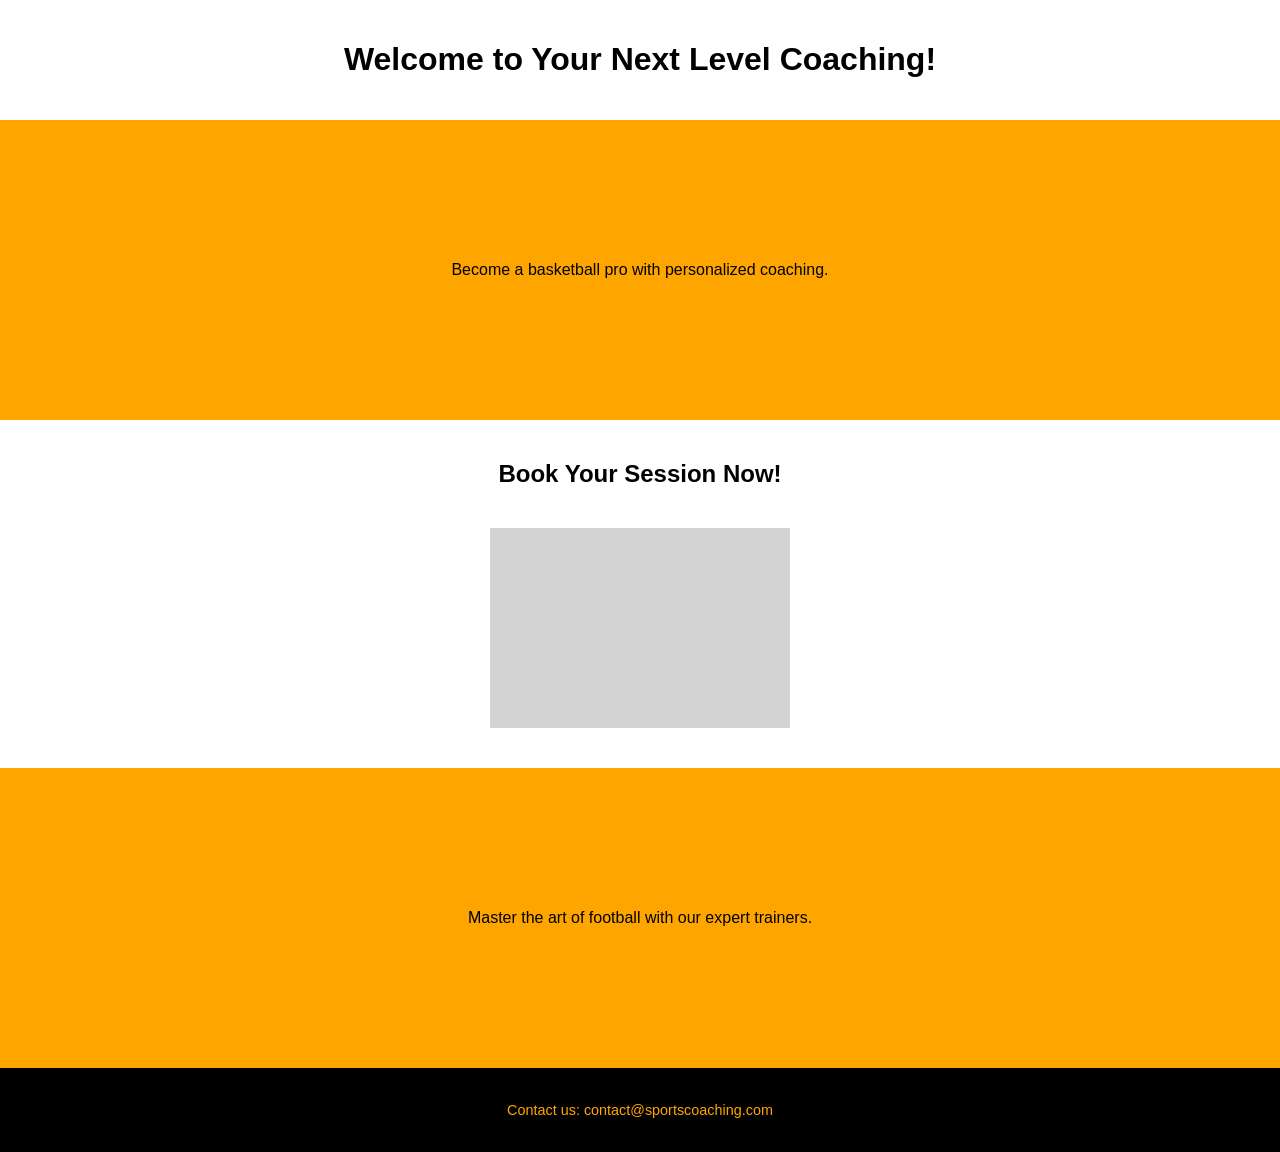 Welcome to Your Next Level Coaching!
Become a basketball pro with personalized coaching.
Book Your Session Now!
Master the art of football with our expert trainers.
Contact us: contact@sportscoaching.com